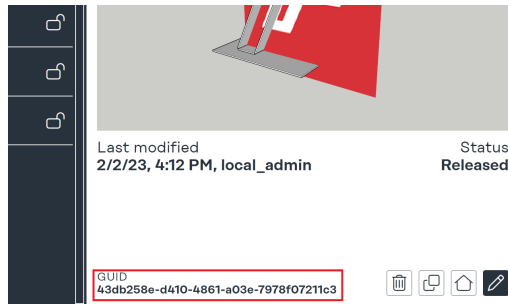 Last modified
Status
2/2/23, 4:12 PM, local_admin
Released
GUID
43db258e-d410-4861-a03e-7978f07211c3